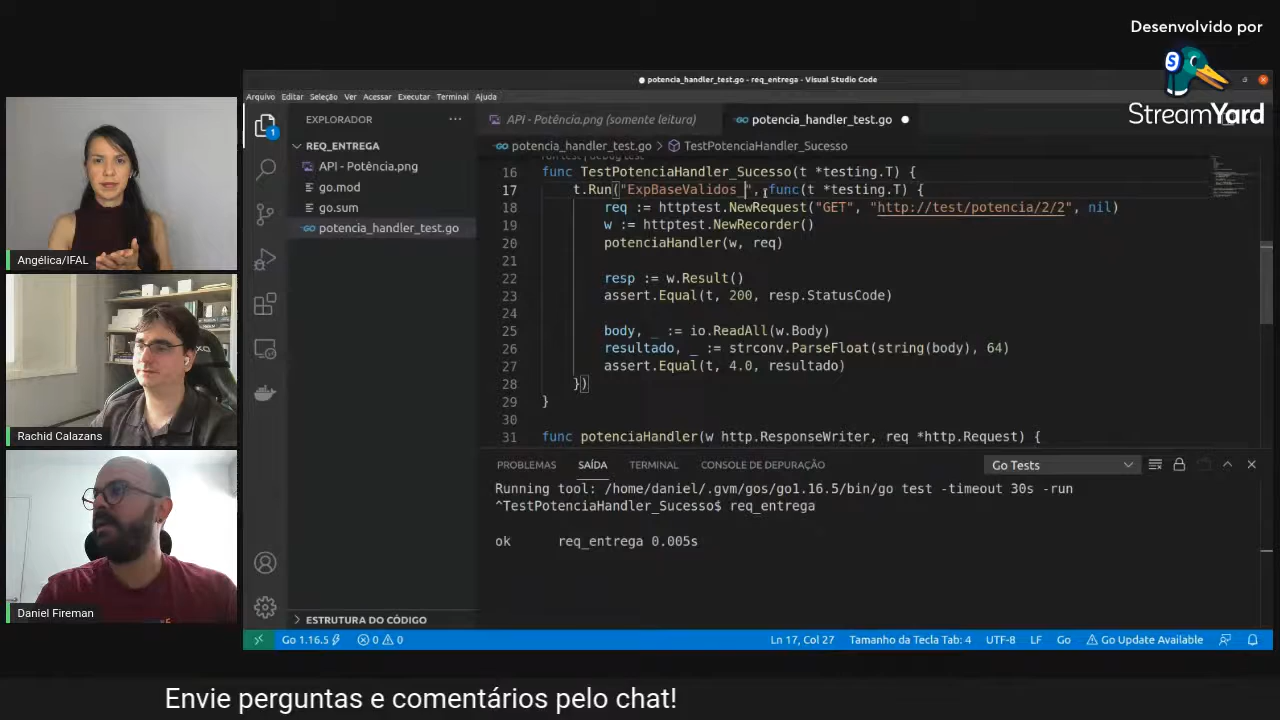 Desenvolvido por
StreamYard
potencia_handler_test.go - req_entrega - Visual Studio Code
Arquivo Editar Seleção Ver Acessar Executar Terminal Ajuda
EXPLORADOR
API - Potência.png (somente leitura)
potencia_handler_test.go
REQ_ENTREGA
potencia_handler_test.go > TestPotenciaHandler_Sucesso
1
API - Potência.png
go.mod
go.sum
potencia_handler_test.go
16 func TestPotenciaHandler_Sucesso(t *testing.T) {
17 t.Run("ExpBaseValidos_", func(t *testing.T) {
18 req := httptest.NewRequest("GET", "http://test/potencia/2/2", nil)
19 w := httptest.NewRecorder()
20 potenciaHandler(w, req)
21
22 resp := w.Result()
23 assert.Equal(t, 200, resp.StatusCode)
24
25 body, _ := io.ReadAll(w.Body)
26 resultado, _ := strconv.ParseFloat(string(body), 64)
27 assert.Equal(t, 4.0, resultado)
28 })
29 }
30
31 func potenciaHandler(w http.ResponseWriter, req *http.Request) {
PROBLEMAS SAÍDA TERMINAL CONSOLE DE DEPURAÇÃO Go Tests
Running tool: /home/daniel/.gvm/gos/go1.16.5/bin/go test -timeout 30s -run
^TestPotenciaHandler_Sucesso$ req_entrega
ok req_entrega 0.005s
ESTRUTURA DO CÓDIGO
Go 1.16.5 0 0 Ln 17, Col 27 Tamanho da Tecla Tab: 4 UTF-8 LF Go Go Update Available
Angélica/IFAL
Rachid Calazans
Daniel Fireman
Envie perguntas e comentários pelo chat!